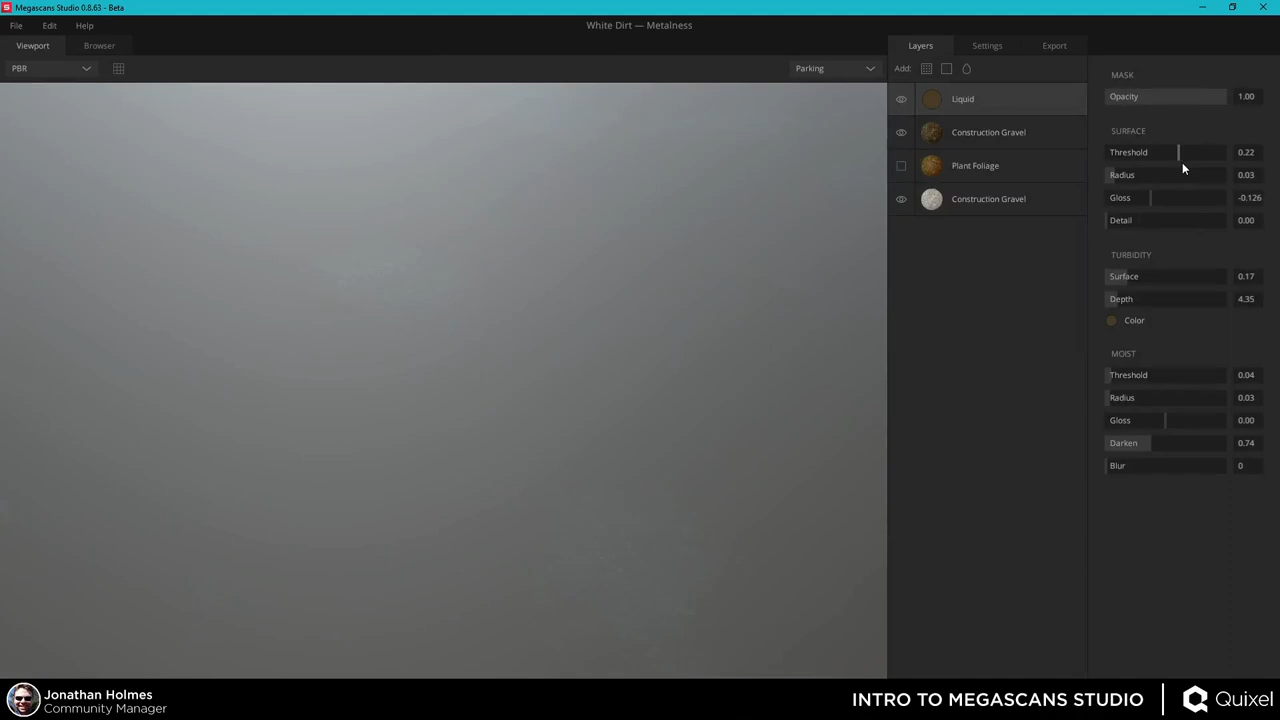 Megascans Studio 0.8.63 - Beta
File Edit Help
White Dirt — Metalness
Viewport Browser
Layers Settings Export
PBR
Parking
Add:
Liquid
Construction Gravel
Plant Foliage
Construction Gravel
MASK
Opacity 1.00
SURFACE
Threshold 0.22
Radius 0.03
Gloss -0.126
Detail 0.00
TURBIDITY
Surface 0.17
Depth 4.35
Color
MOIST
Threshold 0.04
Radius 0.03
Gloss 0.00
Darken 0.74
Blur 0
Jonathan Holmes
Community Manager
INTRO TO MEGASCANS STUDIO
Quixel